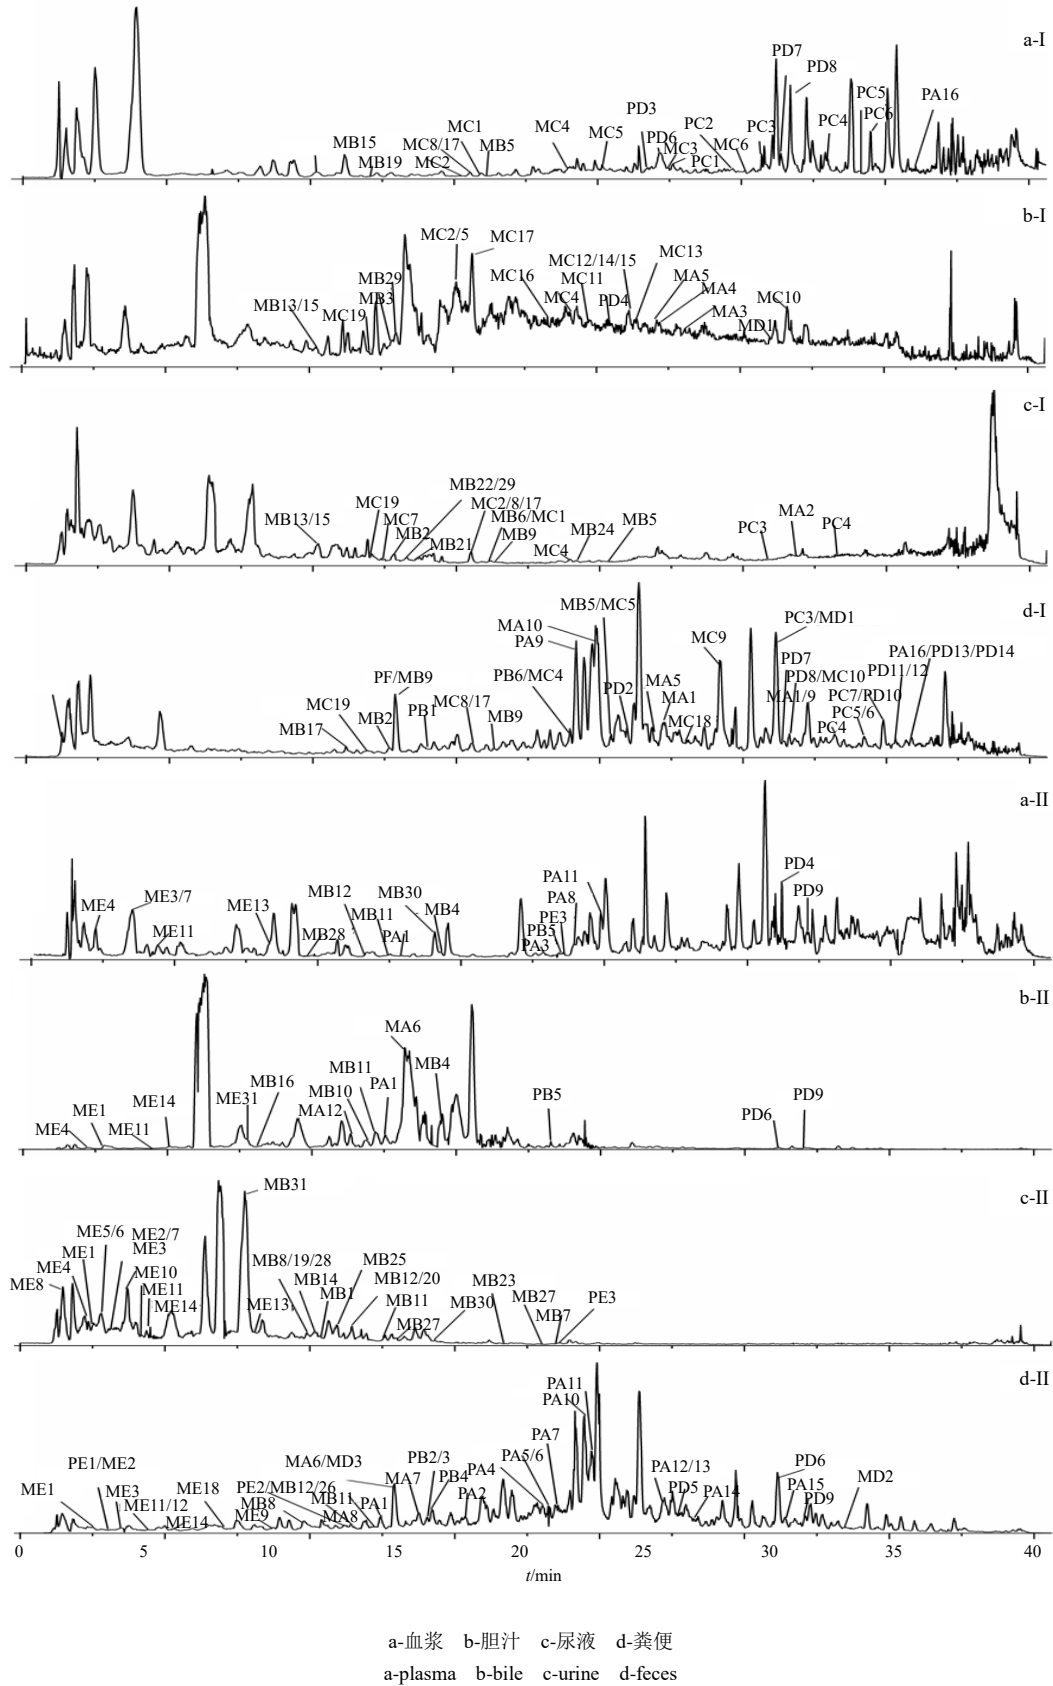 a-I
PD7
PD8
PD3
PC5
PA16
MC1
MC4
PC2
PC3
PC4
PC6
MB15
MC8/17
MB5
MC5
PD6
MC3
MC6
MB19
MC2
PC1
b-I
MC2/5
MC17
MC12/14/15
MC13
MB29
MC16
MC11
MA5
MA4
MB13/15
MB3
MC4
PD4
MC10
MC19
MA3
MD1
c-I
MB22/29
MC19
MC2/8/17
MB13/15
MC7
MB6/MC1
MB5
MA2
MB2
MB9
MB24
PC3
PC4
MB21
MC4
d-I
MB5/MC5
MA10
PC3/MD1
PA9
MC9
PA16/PD13/PD14
PD7
PF/MB9
PB6/MC4
MA5
PD8/MC10
PD11/12
MC19
MC8/17
PD2
MA1
MA1/9
PC7/PD10
MB17
MB2
PB1
MB9
MC18
PC5/6
PC4
a-II
PA11
PD4
ME3/7
MB12
MB30
PA8
PD9
ME4
ME13
MB11
MB4
PE3
ME11
MB28
PA1
PB5
PA3
b-II
MA6
MB11
MB4
MB16
PA1
ME1
ME14
ME31
MB10
PB5
PD9
ME4
ME11
MA12
PD6
c-II
MB31
ME5/6
ME2/7
ME1
ME3
MB8/19/28
MB25
ME4
ME10
MB14
MB12/20
MB23
ME8
ME11
MB1
MB27
PE3
ME14
ME13
MB11
MB30
MB7
MB27
d-II
PA11
PA10
PA7
PE1/ME2
MA6/MD3
PB2/3
PA5/6
PD6
ME1
ME18
PE2/MB12/26
MA7
PB4
PA4
PA12/13
MD2
ME3
MB11
PA1
PA2
PD5
PA15
ME11/12
MB8
PA14
PD9
ME14
ME9
MA8
0 5 10 15 20 25 30 35 40
t/min
a-血浆 b-胆汁 c-尿液 d-粪便
a-plasma b-bile c-urine d-feces